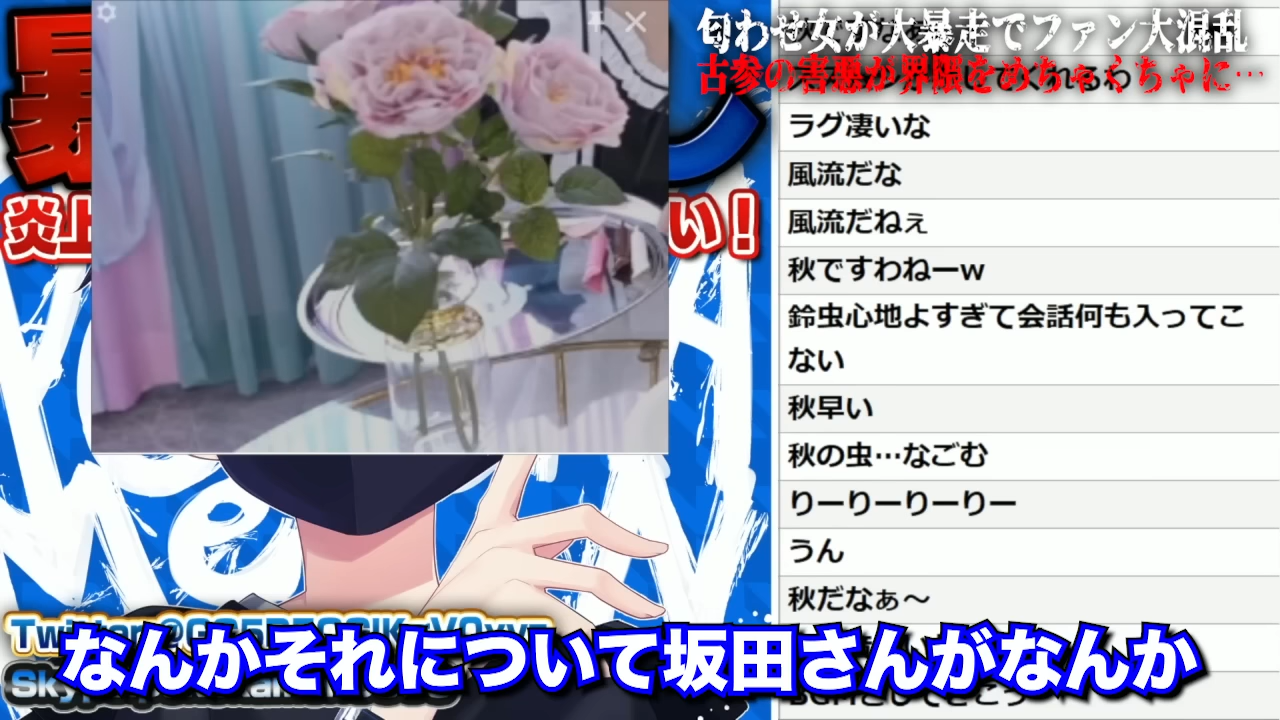 匂わせ女が大暴走でファン大混乱
古参の害悪が界隈をめちゃくちゃに…
暴
し
炎上
い!
ラグ凄いな
風流だな
風流だねぇ
秋ですわねーw
鈴虫心地よすぎて会話何も入ってこ
ない
秋早い
秋の虫…なごむ
りーりーりーりー
うん
秋だなぁ～
なんかそれについて坂田さんがなんか